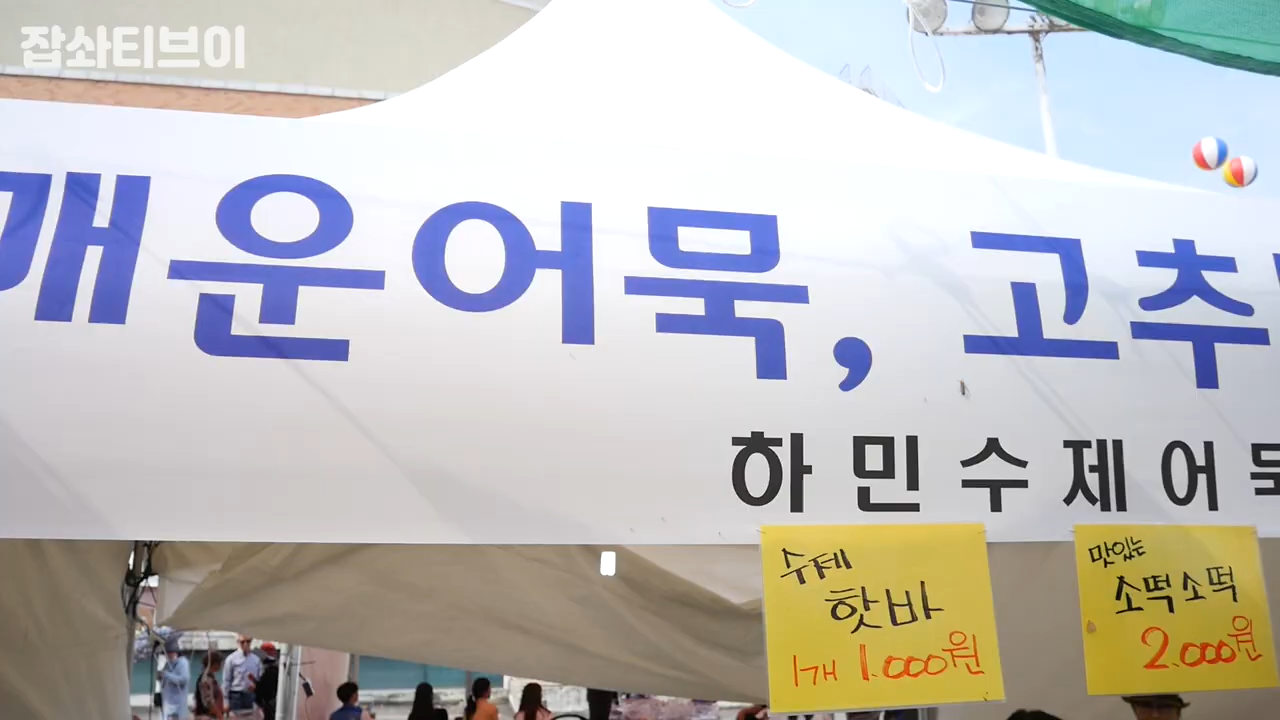 잡솨티브이
매운어묵, 고추
하민수제어묵
수제
핫바
1개 1.000원
맛있는
소떡소떡
2.000원